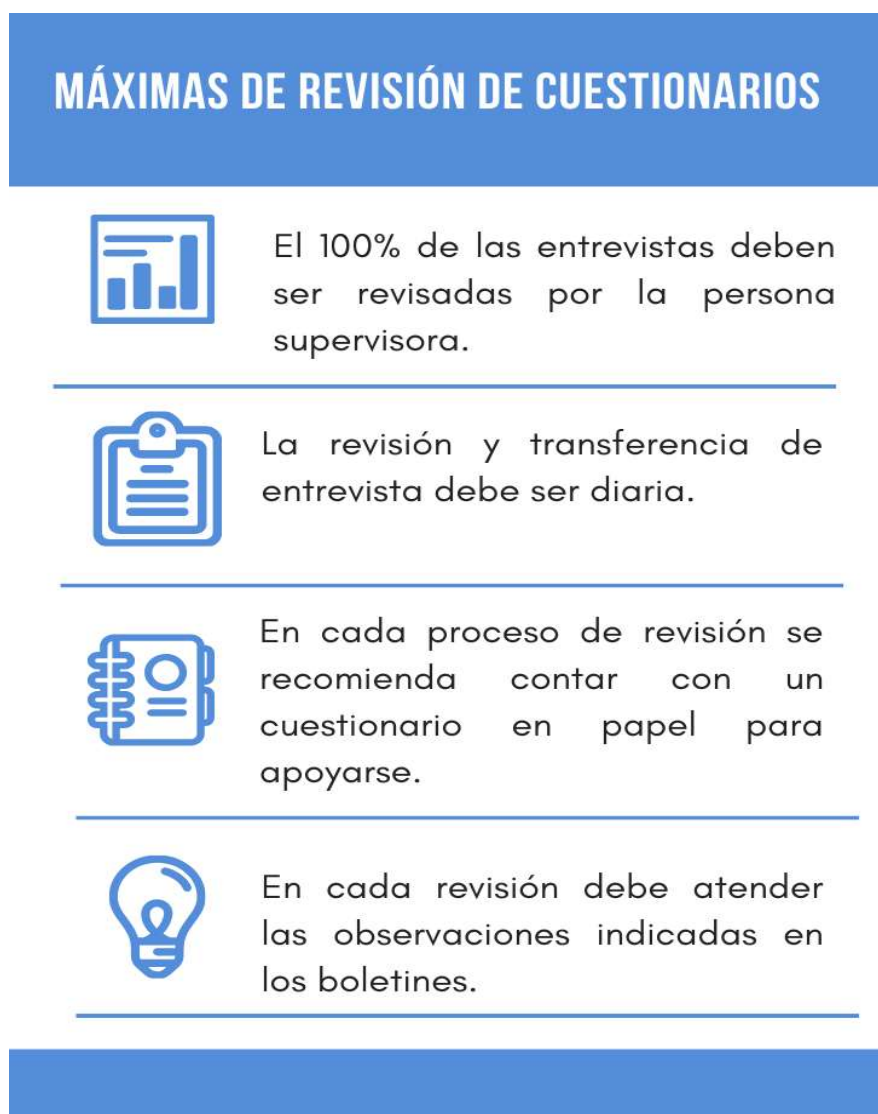 MÁXIMAS DE REVISIÓN DE CUESTIONARIOS
El 100% de las entrevistas deben
ser revisadas por la persona
supervisora.
La revisión y transferencia de
entrevista debe ser diaria.
En cada proceso de revisión se
recomienda contar con un
cuestionario en papel para
apoyarse.
En cada revisión debe atender
las observaciones indicadas en
los boletines.